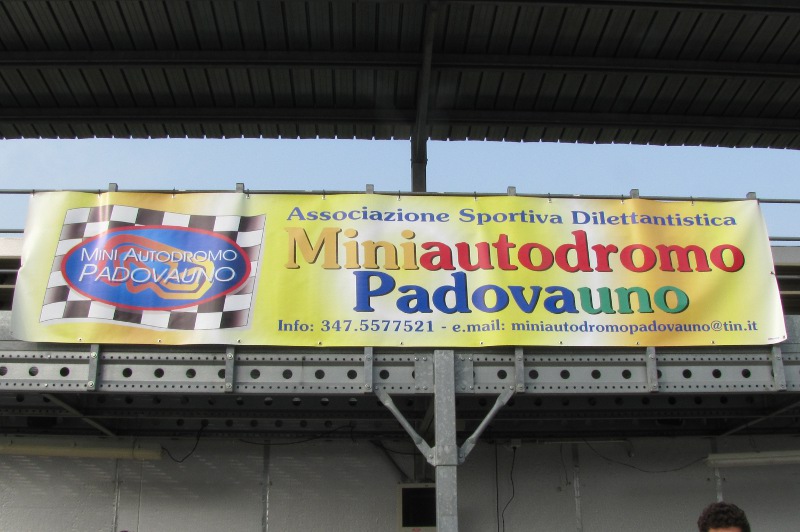 MINI AUTODROMO
PADOVAUNO
Associazione Sportiva Dilettantistica
Miniautodromo
Padovauno
Info: 347.5577521 - e.mail: miniautodromopadovauno@tin.it